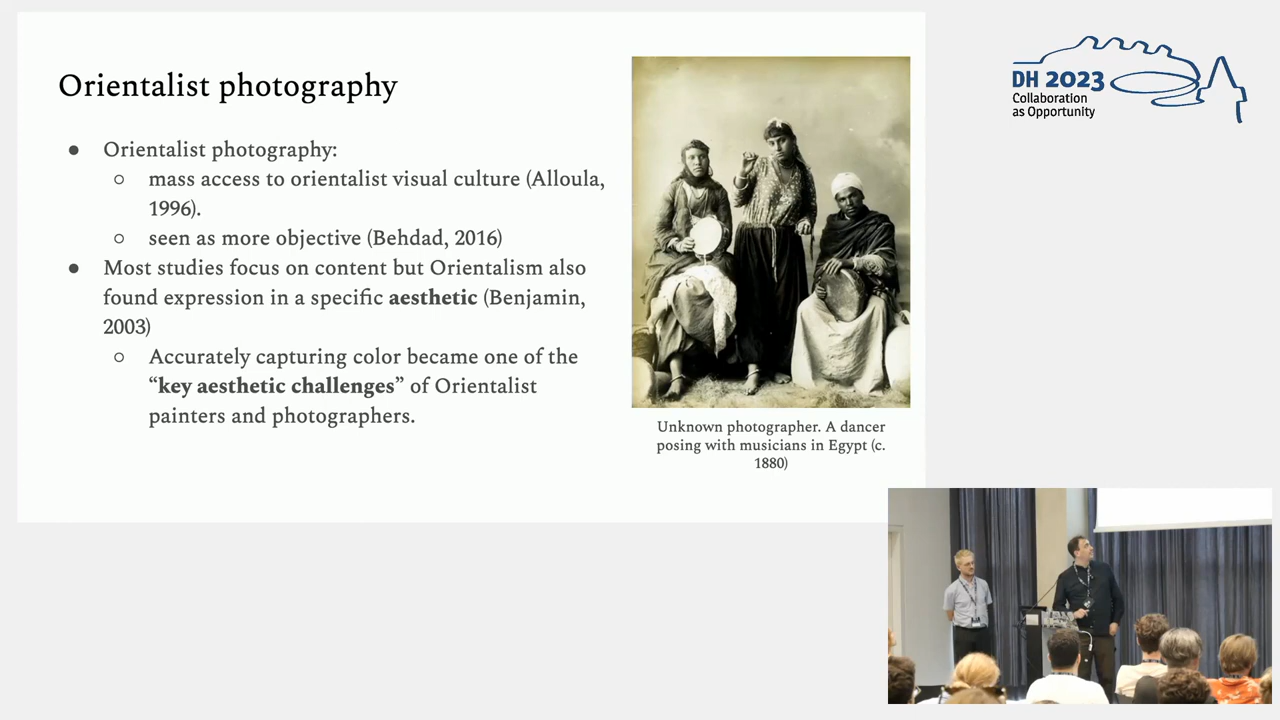 Orientalist photography
● Orientalist photography:
○ mass access to orientalist visual culture (Alloula,
1996).
○ seen as more objective (Behdad, 2016)
● Most studies focus on content but Orientalism also
found expression in a specific aesthetic (Benjamin,
2003)
○ Accurately capturing color became one of the
“key aesthetic challenges” of Orientalist
painters and photographers.
Unknown photographer. A dancer
posing with musicians in Egypt (c.
1880)
DH 2023
Collaboration
as Opportunity